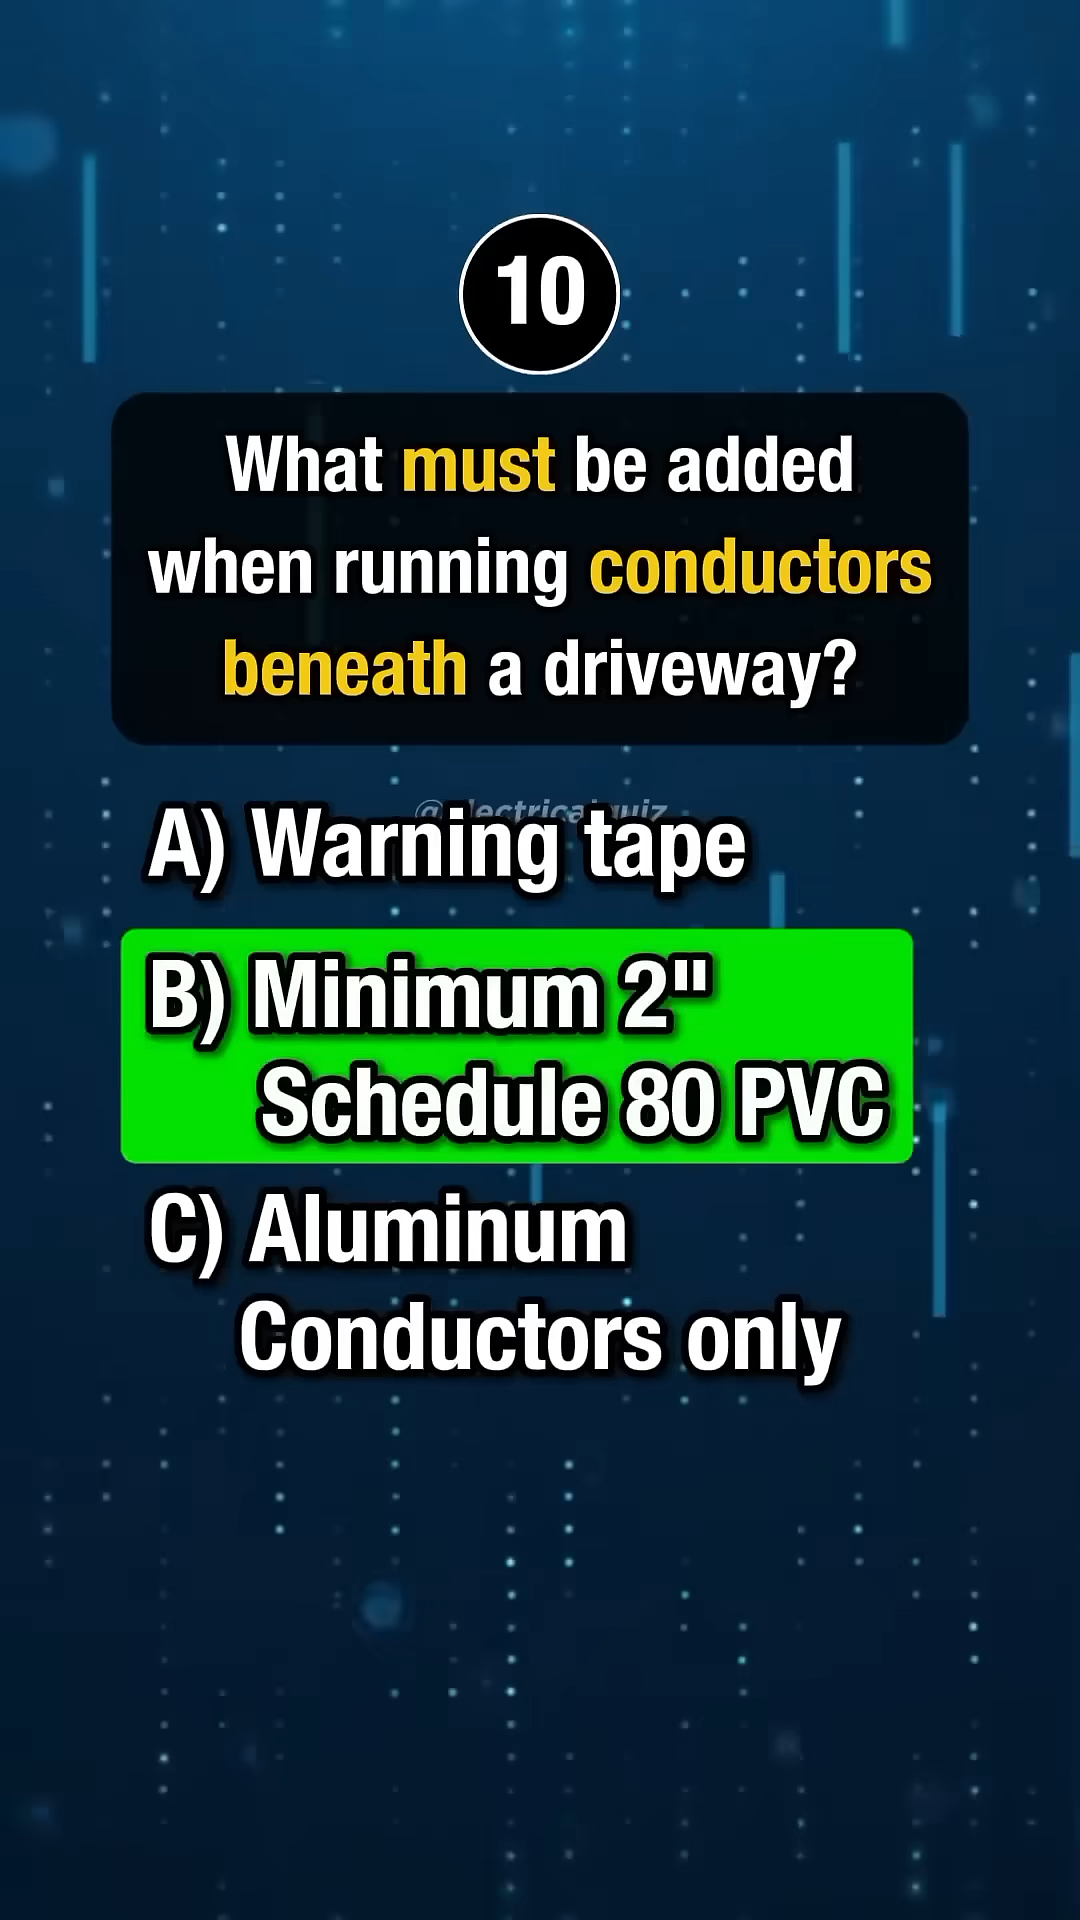 10
What must be added
when running conductors
beneath a driveway?
@electricalquiz
A) Warning tape
B) Minimum 2"
Schedule 80 PVC
C) Aluminum
Conductors only